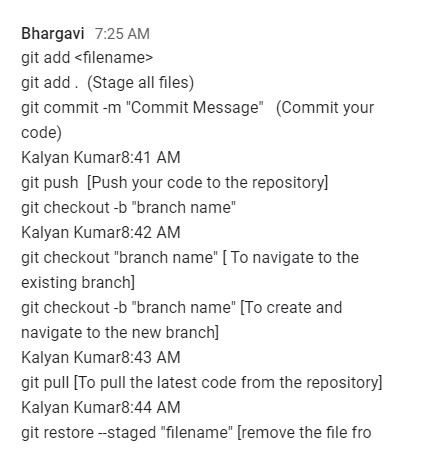 Bhargavi 7:25 AM
git add <filename>
git add . (Stage all files)
git commit -m "Commit Message" (Commit your
code)
Kalyan Kumar8:41 AM
git push [Push your code to the repository]
git checkout -b "branch name"
Kalyan Kumar8:42 AM
git checkout "branch name" [ To navigate to the
existing branch]
git checkout -b "branch name" [To create and
navigate to the new branch]
Kalyan Kumar8:43 AM
git pull [To pull the latest code from the repository]
Kalyan Kumar8:44 AM
git restore --staged "filename" [remove the file fro